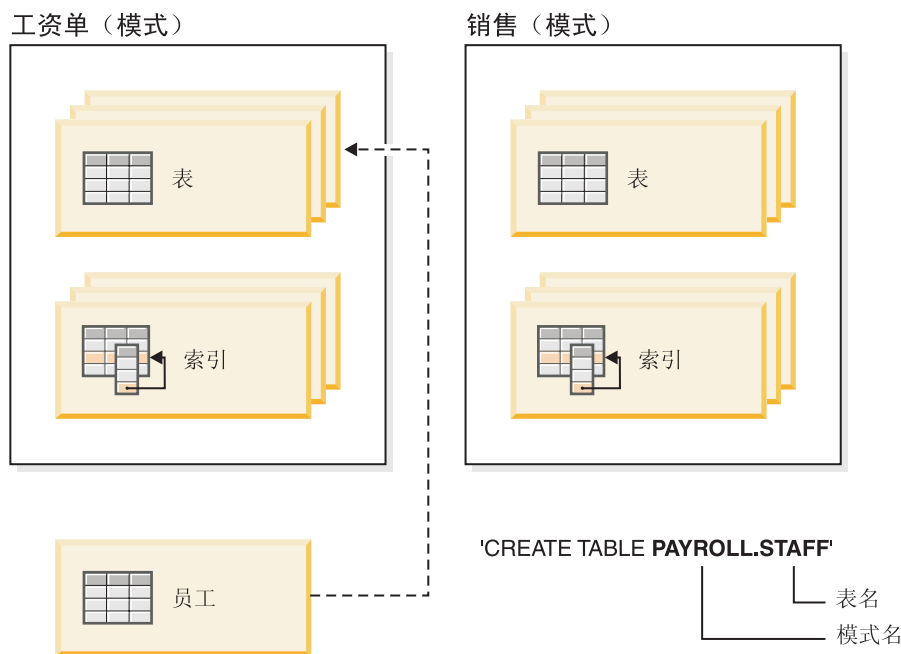 工资单（模式）
销售（模式）
表
表
索引
索引
员工
'CREATE TABLE PAYROLL.STAFF'
表名
模式名